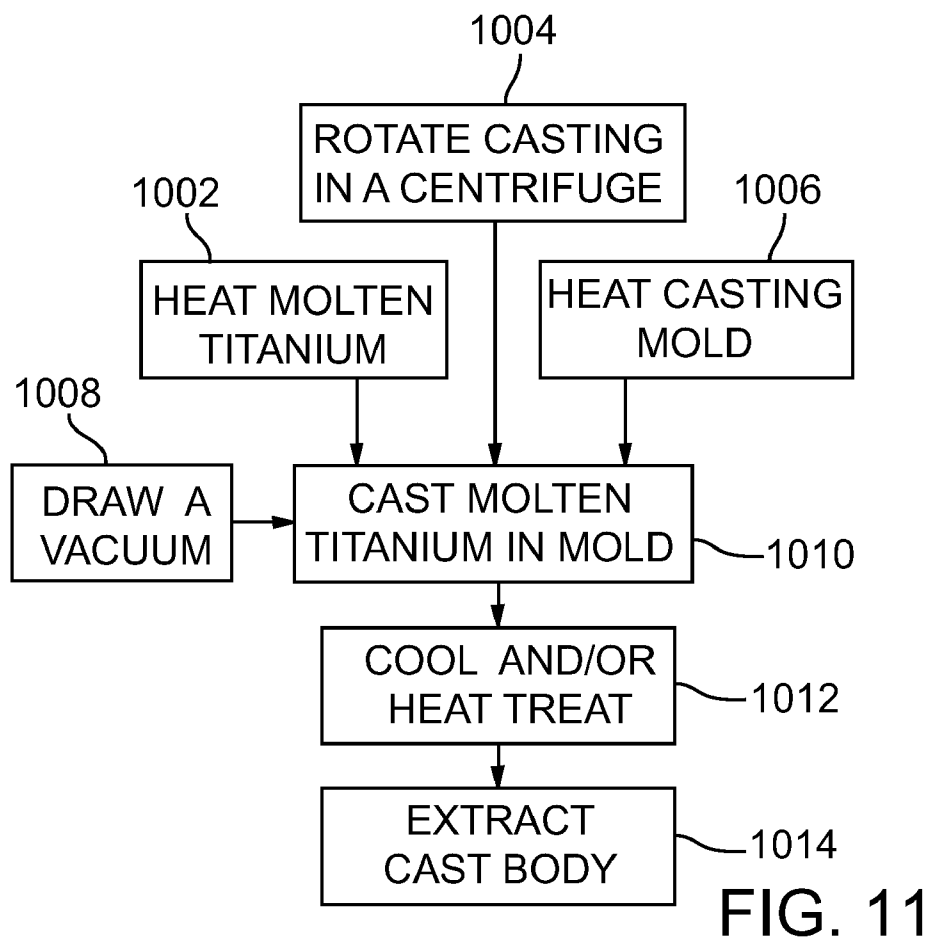 1004
ROTATE CASTING
IN A CENTRIFUGE
1002
HEAT MOLTEN
TITANIUM
1006
HEAT CASTING
MOLD
1008
DRAW A
VACUUM
CAST MOLTEN
TITANIUM IN MOLD
1010
COOL AND/OR
HEAT TREAT
1012
EXTRACT
CAST BODY
1014
FIG. 11